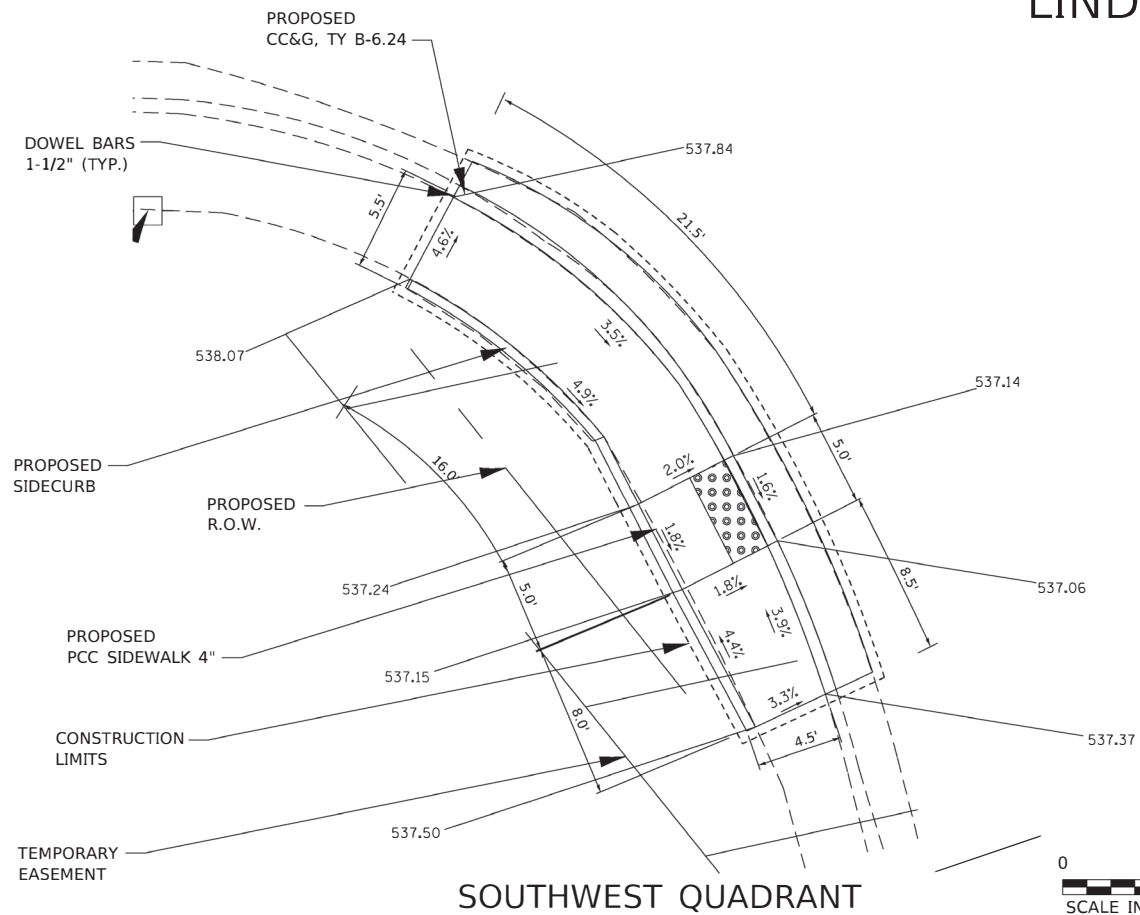 LIND
PROPOSED
CC&G, TY B-6.24
DOWEL BARS
1-1/2" (TYP.)
537.84
5.5'
21.5'
4.6%
3.5%
538.07
4.9%
537.14
PROPOSED
SIDECURB
16.0'
2.0%
5.0'
1.6%
PROPOSED
R.O.W.
1.8%
8.5'
537.24
5.0'
1.8%
537.06
PROPOSED
PCC SIDEWALK 4"
3.9%
4.4%
537.15
CONSTRUCTION
LIMITS
8.0'
3.3%
4.5'
537.37
537.50
TEMPORARY
EASEMENT
SOUTHWEST QUADRANT
0
SCALE IN